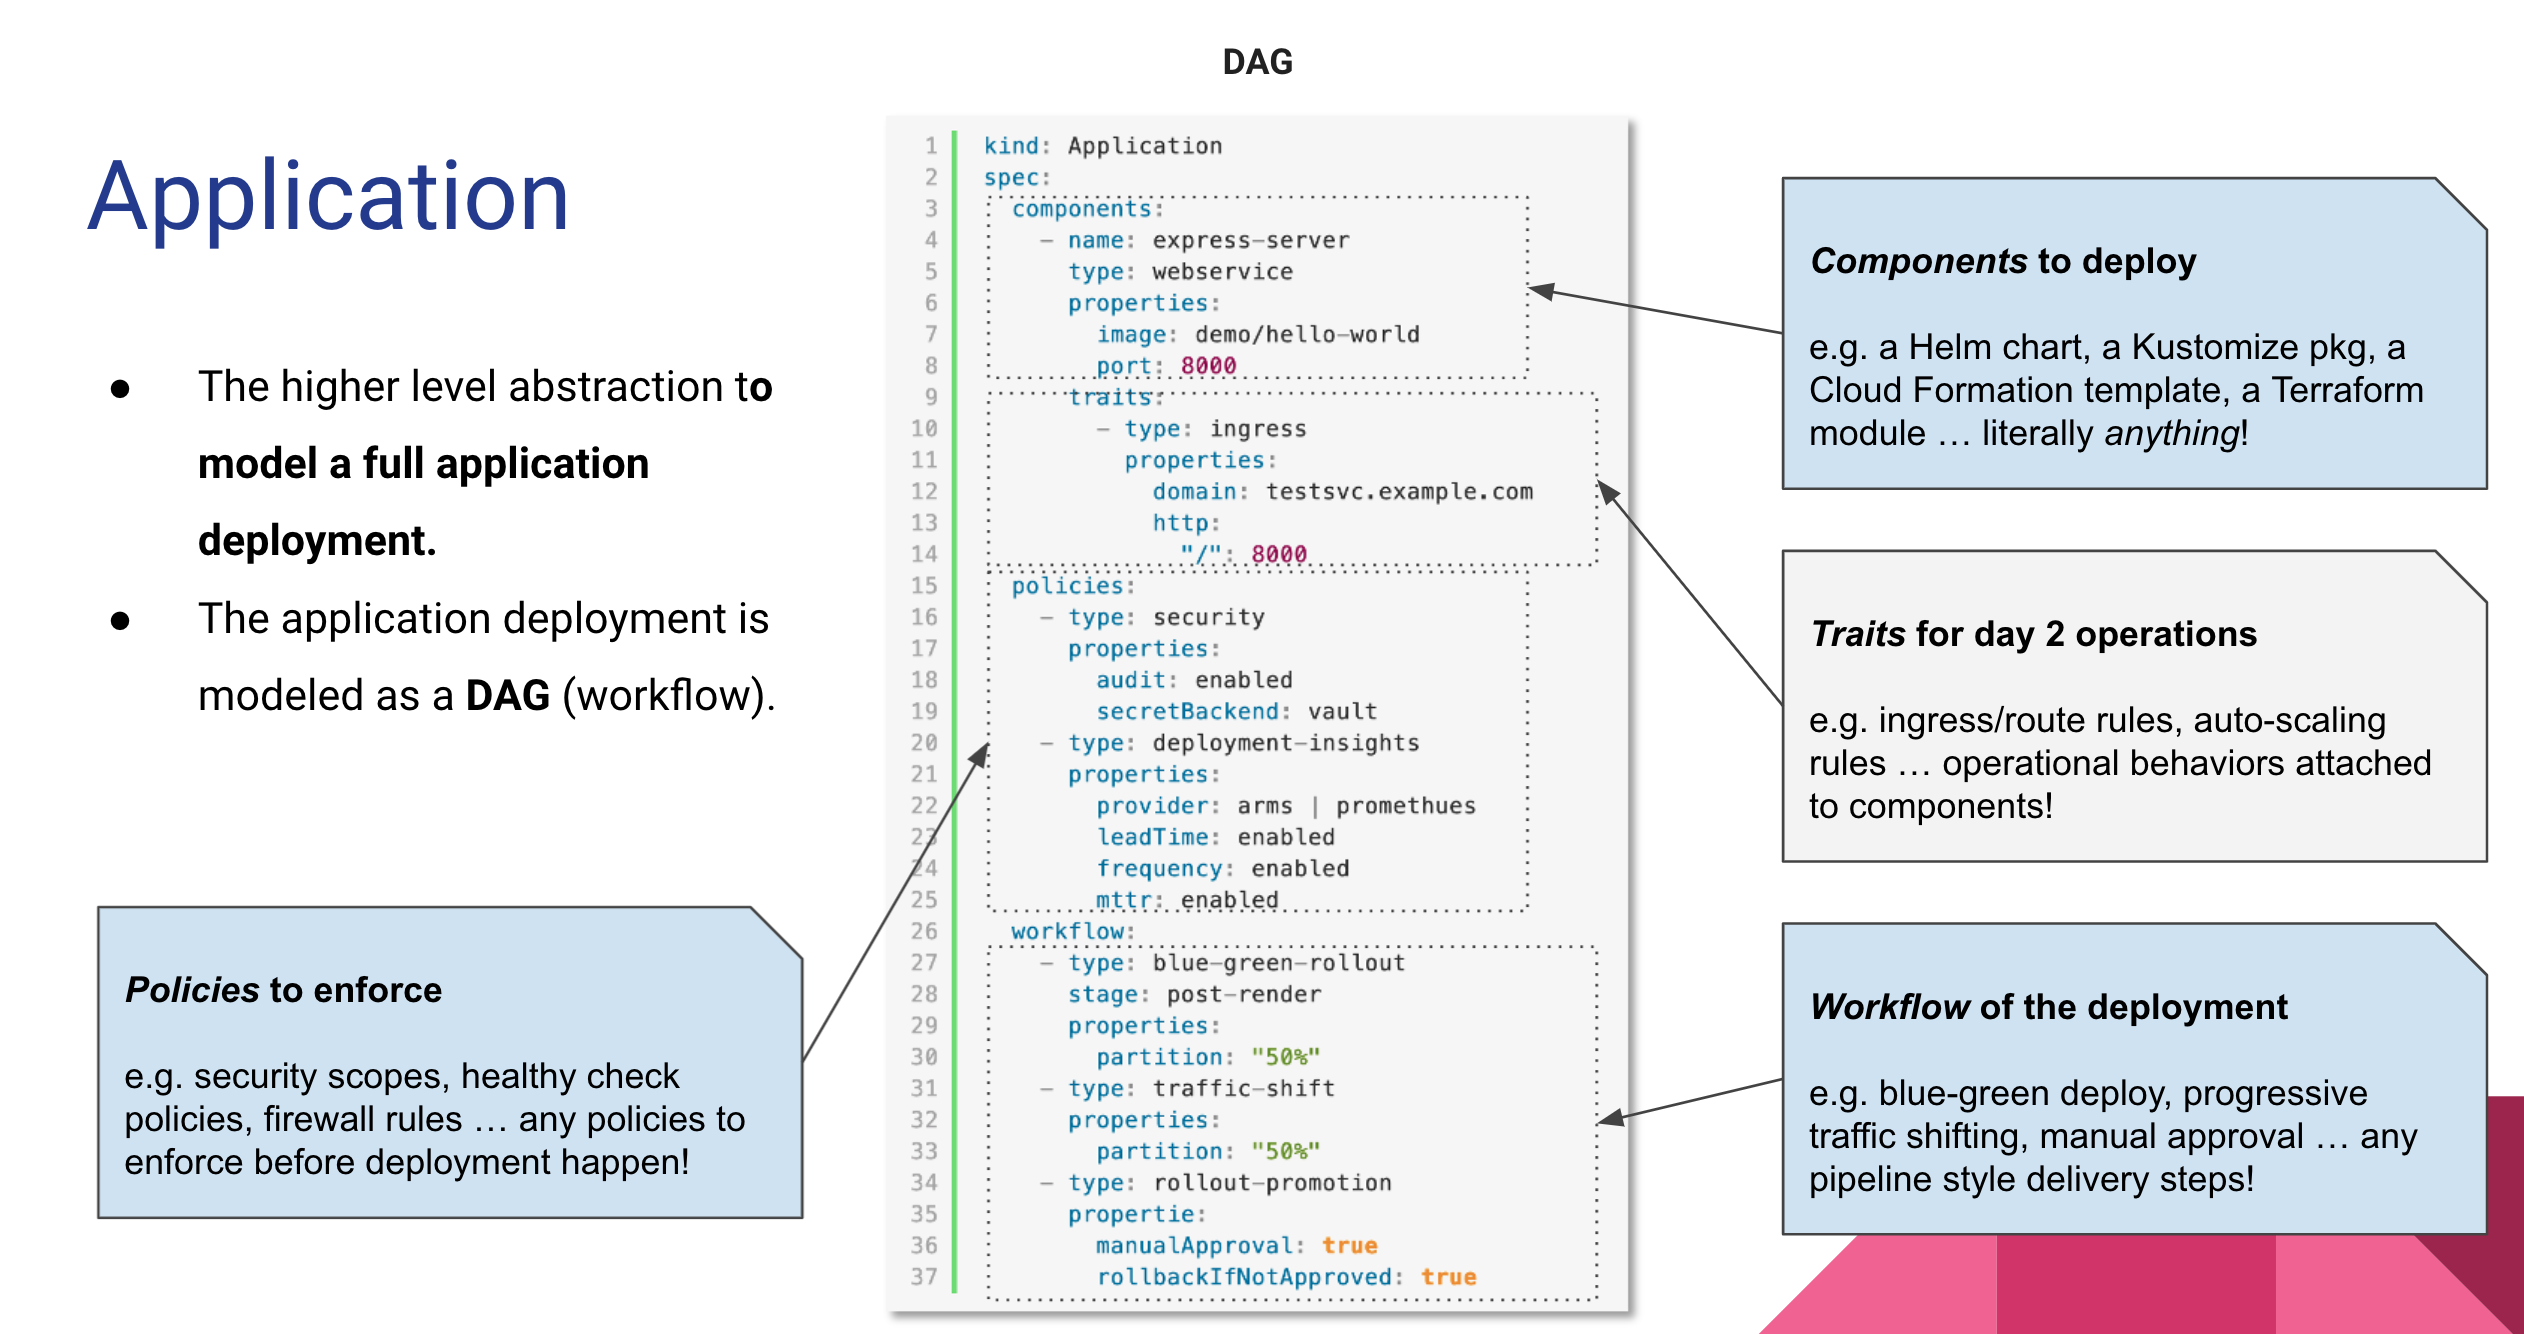 DAG
Application
● The higher level abstraction to
model a full application
deployment.
● The application deployment is
modeled as a DAG (workflow).
Policies to enforce
e.g. security scopes, healthy check
policies, firewall rules … any policies to
enforce before deployment happen!
1 kind: Application
2 spec:
3   components:
4     - name: express-server
5       type: webservice
6       properties:
7         image: demo/hello-world
8         port: 8000
9       traits:
10         - type: ingress
11           properties:
12             domain: testsvc.example.com
13             http:
14               "/": 8000
15   policies:
16     - type: security
17       properties:
18         audit: enabled
19         secretBackend: vault
20     - type: deployment-insights
21       properties:
22         provider: arms | promethues
23         leadTime: enabled
24         frequency: enabled
25         mttr: enabled
26   workflow:
27     - type: blue-green-rollout
28       stage: post-render
29       properties:
30         partition: "50%"
31     - type: traffic-shift
32       properties:
33         partition: "50%"
34     - type: rollout-promotion
35       propertie:
36         manualApproval: true
37         rollbackIfNotApproved: true
Components to deploy
e.g. a Helm chart, a Kustomize pkg, a
Cloud Formation template, a Terraform
module … literally anything!
Traits for day 2 operations
e.g. ingress/route rules, auto-scaling
rules … operational behaviors attached
to components!
Workflow of the deployment
e.g. blue-green deploy, progressive
traffic shifting, manual approval … any
pipeline style delivery steps!